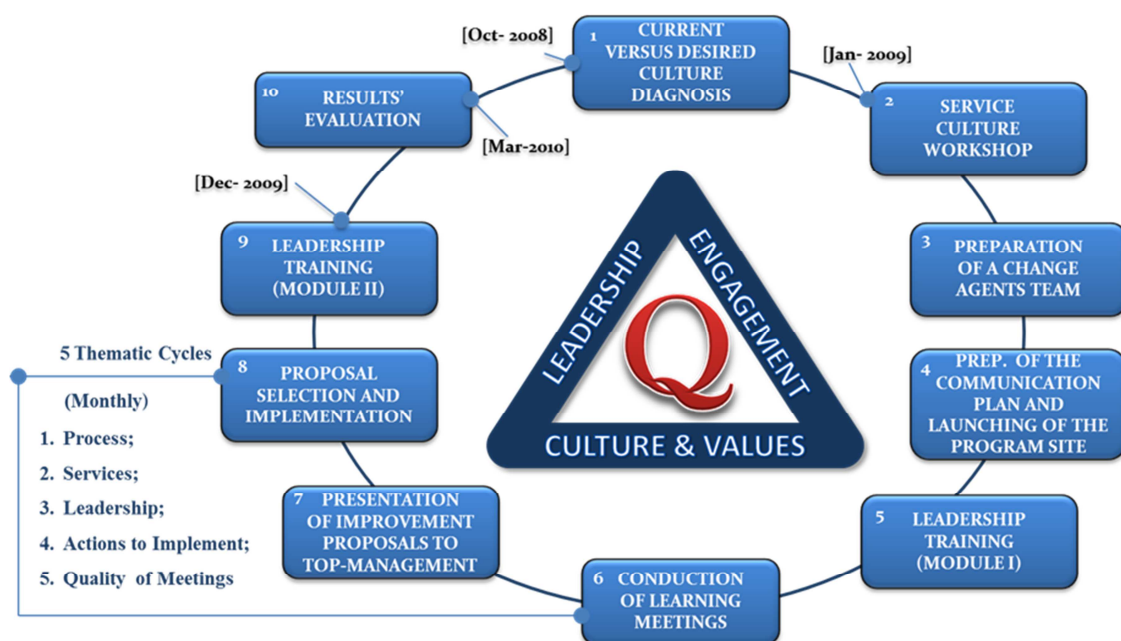 [Oct- 2008]
1
CURRENT
VERSUS DESIRED
CULTURE
DIAGNOSIS
[Jan- 2009]
2
SERVICE
CULTURE
WORKSHOP
3
PREPARATION
OF A CHANGE
AGENTS TEAM
4
PREP. OF THE
COMMUNICATION
PLAN AND
LAUNCHING OF THE
PROGRAM SITE
5
LEADERSHIP
TRAINING
(MODULE I)
6
CONDUCTION
OF LEARNING
MEETINGS
7
PRESENTATION
OF IMPROVEMENT
PROPOSALS TO
TOP-MANAGEMENT
8
PROPOSAL
SELECTION AND
IMPLEMENTATION
9
LEADERSHIP
TRAINING
(MODULE II)
[Dec- 2009]
10
RESULTS’
EVALUATION
[Mar-2010]
5 Thematic Cycles
(Monthly)
1. Process;
2. Services;
3. Leadership;
4. Actions to Implement;
5. Quality of Meetings
LEADERSHIP
ENGAGEMENT
Q
CULTURE & VALUES